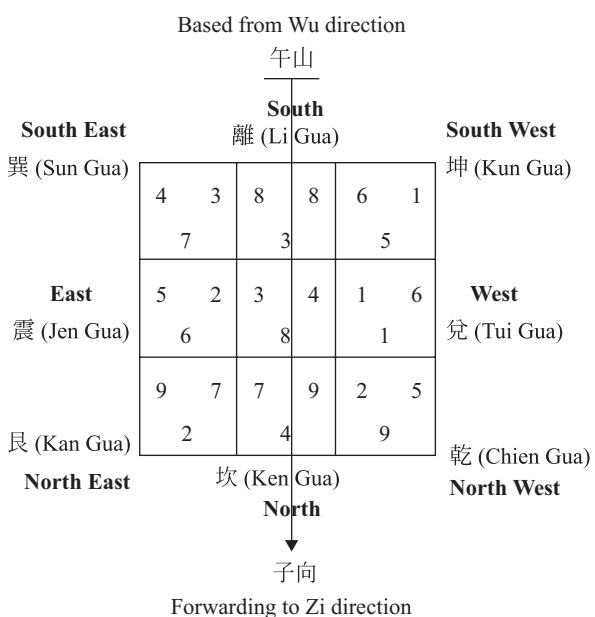 Based from Wu direction
午山
South
South East
離 (Li Gua)
South West
巽 (Sun Gua)
坤 (Kun Gua)
4 3 8 8 6 1
7 3 5
East
5 2 3 4 1 6
West
震 (Jen Gua)
6 8 1
兌 (Tui Gua)
9 7 7 9 2 5
2 4 9
艮 (Kan Gua)
乾 (Chien Gua)
North East
坎 (Ken Gua)
North West
North
子向
Forwarding to Zi direction